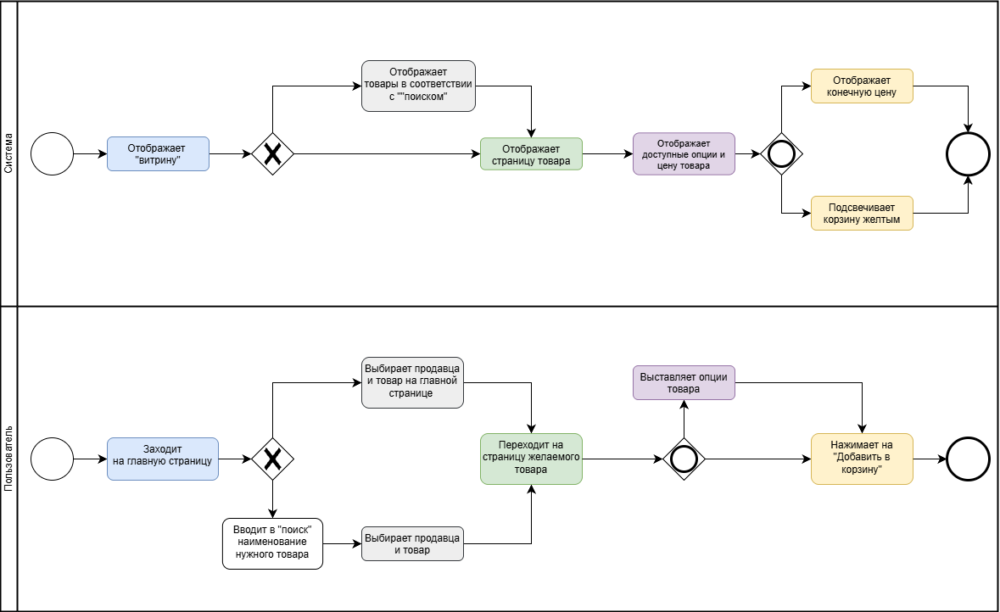 Система
Отображает
"витрину"
Отображает
товары в соответствии
с ""поиском"
Отображает
страницу товара
Отображает
доступные опции и
цену товара
Отображает
конечную цену
Подсвечивает
корзину желтым
Пользователь
Заходит
на главную страницу
Выбирает продавца
и товар на главной
странице
Вводит в "поиск"
наименование
нужного товара
Выбирает продавца
и товар
Переходит на
страницу желаемого
товара
Выставляет опции
товара
Нажимает на
"Добавить в
корзину"